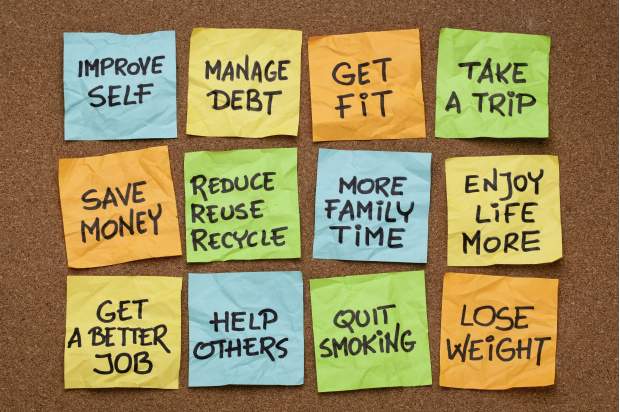 IMPROVE
SELF
MANAGE
DEBT
GET
FIT
TAKE
A TRIP
SAVE
MONEY
REDUCE
REUSE
RECYCLE
MORE
FAMILY
TIME
ENJOY
LIFE
MORE
GET
A BETTER
JOB
HELP
OTHERS
QUIT
SMOKING
LOSE
WEIGHT